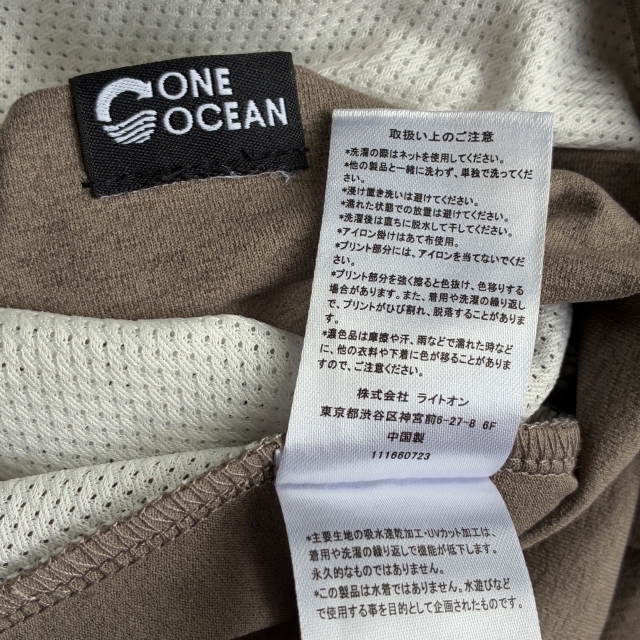 ONE
OCEAN
取扱い上のご注意
*洗濯の際はネットを使用してください。
*他の製品と一緒に洗わず、単独で洗ってくだ
さい。
*浸け置き洗いは避けてください。
*濡れた状態での放置は避けてください。
*洗濯後は直ちに脱水して干してください。
*アイロン掛けはあて布使用。
*プリント部分には、アイロンを当てないでくだ
さい。
*プリント部分を強く擦ると色抜け、色移りする
場合があります。また、着用や洗濯の繰り返し
で、プリントがひび割れ、脱落することがありま
す。
*濃色品は摩擦や汗、雨などで濡れた時など
に、他の衣料や下着に色が移ることがありま
すので、ご注意ください。
株式会社 ライトオン
東京都渋谷区神宮前6-27-8 6F
中国製
111660723
*主要生地の吸水速乾加工・UVカット加工は、
着用や洗濯の繰り返しで機能が低下します。
永久的なものではありません。
*この製品は水着ではありません。水遊びなど
で使用する事を目的として企画されたもので